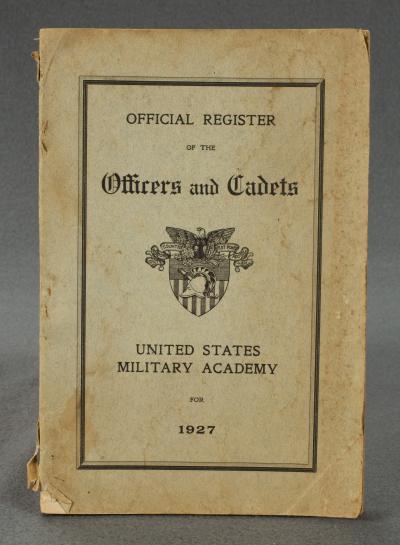 OFFICIAL REGISTER
OF THE
Officers and Cadets
UNITED STATES
MILITARY ACADEMY
FOR
1927